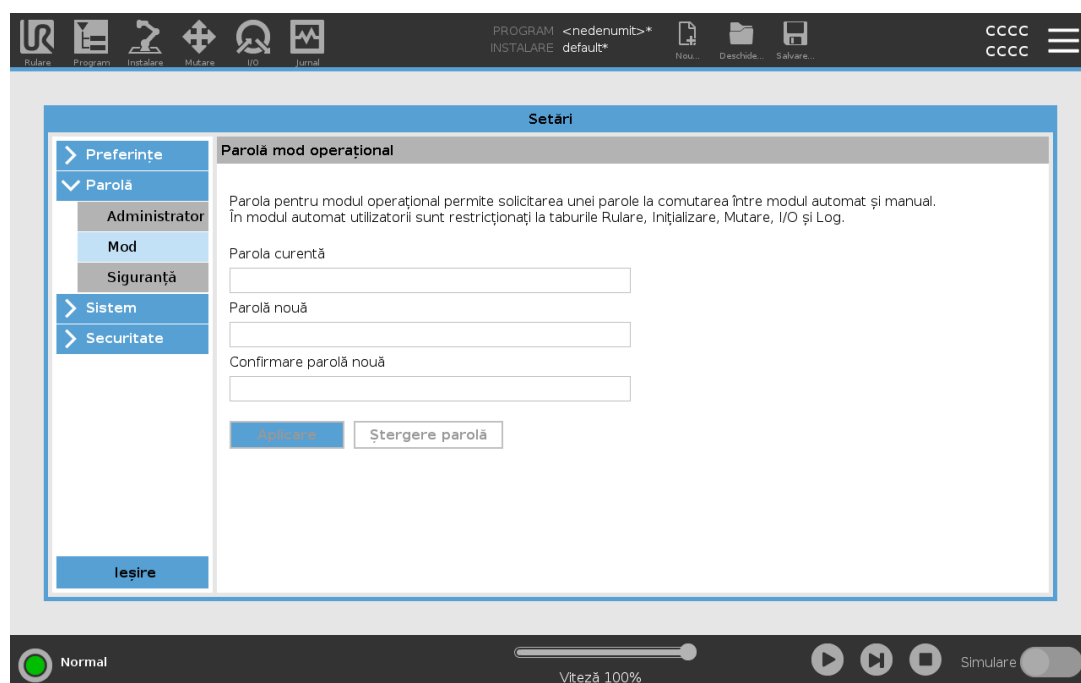 PROGRAM <nedenumit>*
INSTALARE default*
cccc
cccc
Rulare Program Instalare Mutare I/O Jurnal Nou... Deschide... Salvare...
Setări
Preferințe
Parolă
Administrator
Mod
Siguranță
Sistem
Securitate
Ieșire
Parolă mod operațional
Parola pentru modul operațional permite solicitarea unei parole la comutarea între modul automat și manual.
În modul automat utilizatorii sunt restricționați la taburile Rulare, Inițializare, Mutare, I/O și Log.
Parola curentă
Parolă nouă
Confirmare parolă nouă
Aplicare Ștergere parolă
Normal
Viteză 100%
Simulare